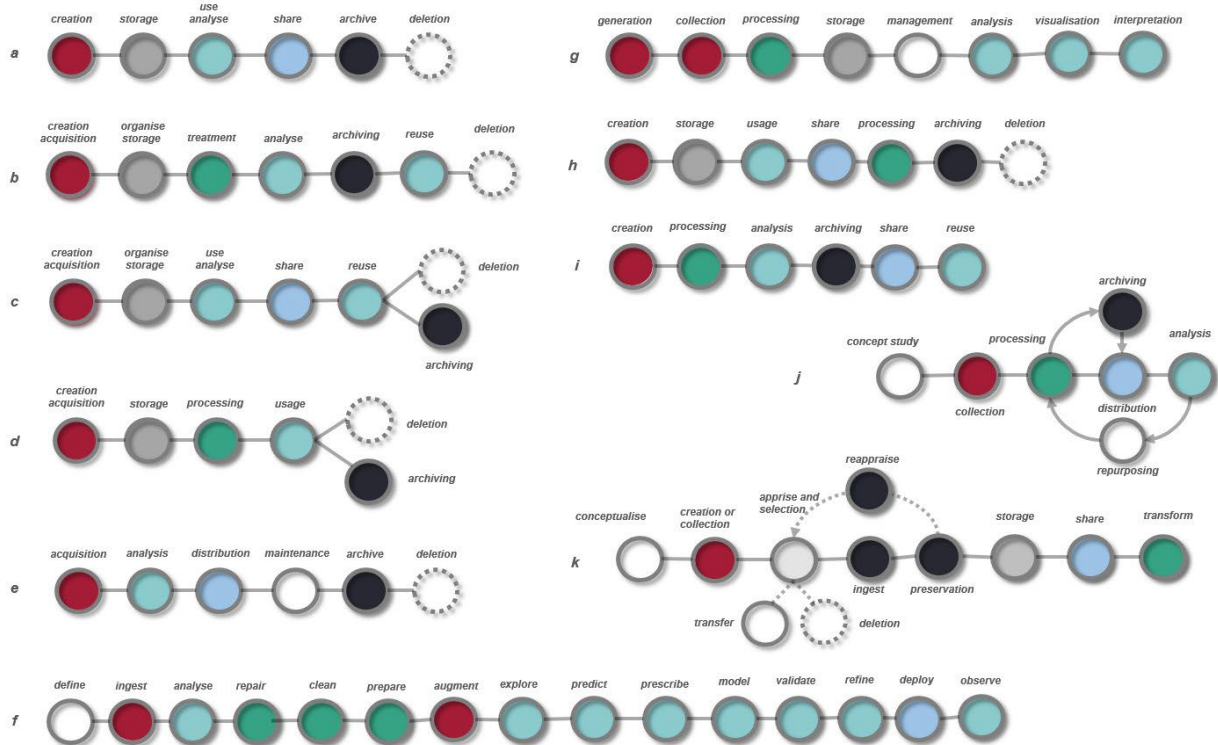 use
creation storage analyse share archive deletion
a
creation organise
acquisition storage treatment analyse archiving reuse deletion
b
creation organise use
acquisition storage analyse share reuse
deletion
c
archiving
creation
acquisition storage processing usage
deletion
d
archiving
acquisition analysis distribution maintenance archive deletion
e
define ingest analyse repair clean prepare augment explore predict prescribe model validate refine deploy observe
f
generation collection processing storage management analysis visualisation interpretation
g
creation storage usage share processing archiving deletion
h
creation processing analysis archiving share reuse
i
archiving
concept study processing analysis
j
collection distribution
repurposing
reappraise
conceptualise creation or apprise and storage share transform
collection selection
k
ingest preservation
transfer deletion